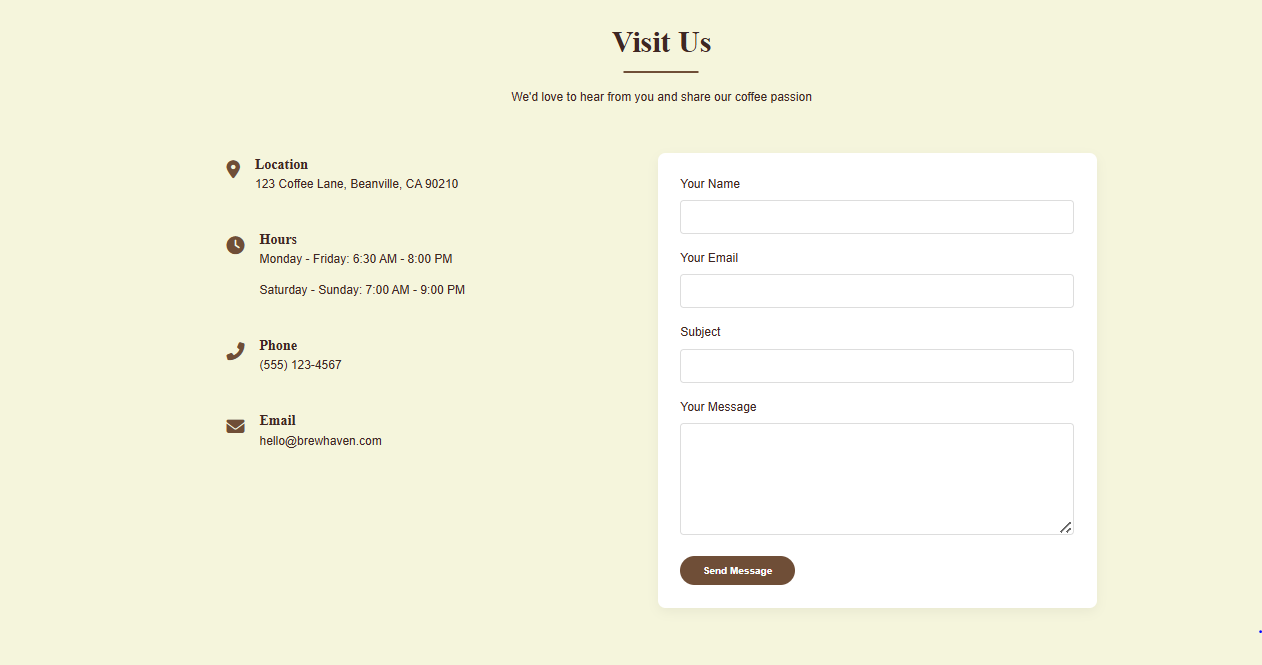 Visit Us
We'd love to hear from you and share our coffee passion
Location
123 Coffee Lane, Beanville, CA 90210
Hours
Monday - Friday: 6:30 AM - 8:00 PM
Saturday - Sunday: 7:00 AM - 9:00 PM
Phone
(555) 123-4567
Email
hello@brewhaven.com
Your Name
Your Email
Subject
Your Message
Send Message